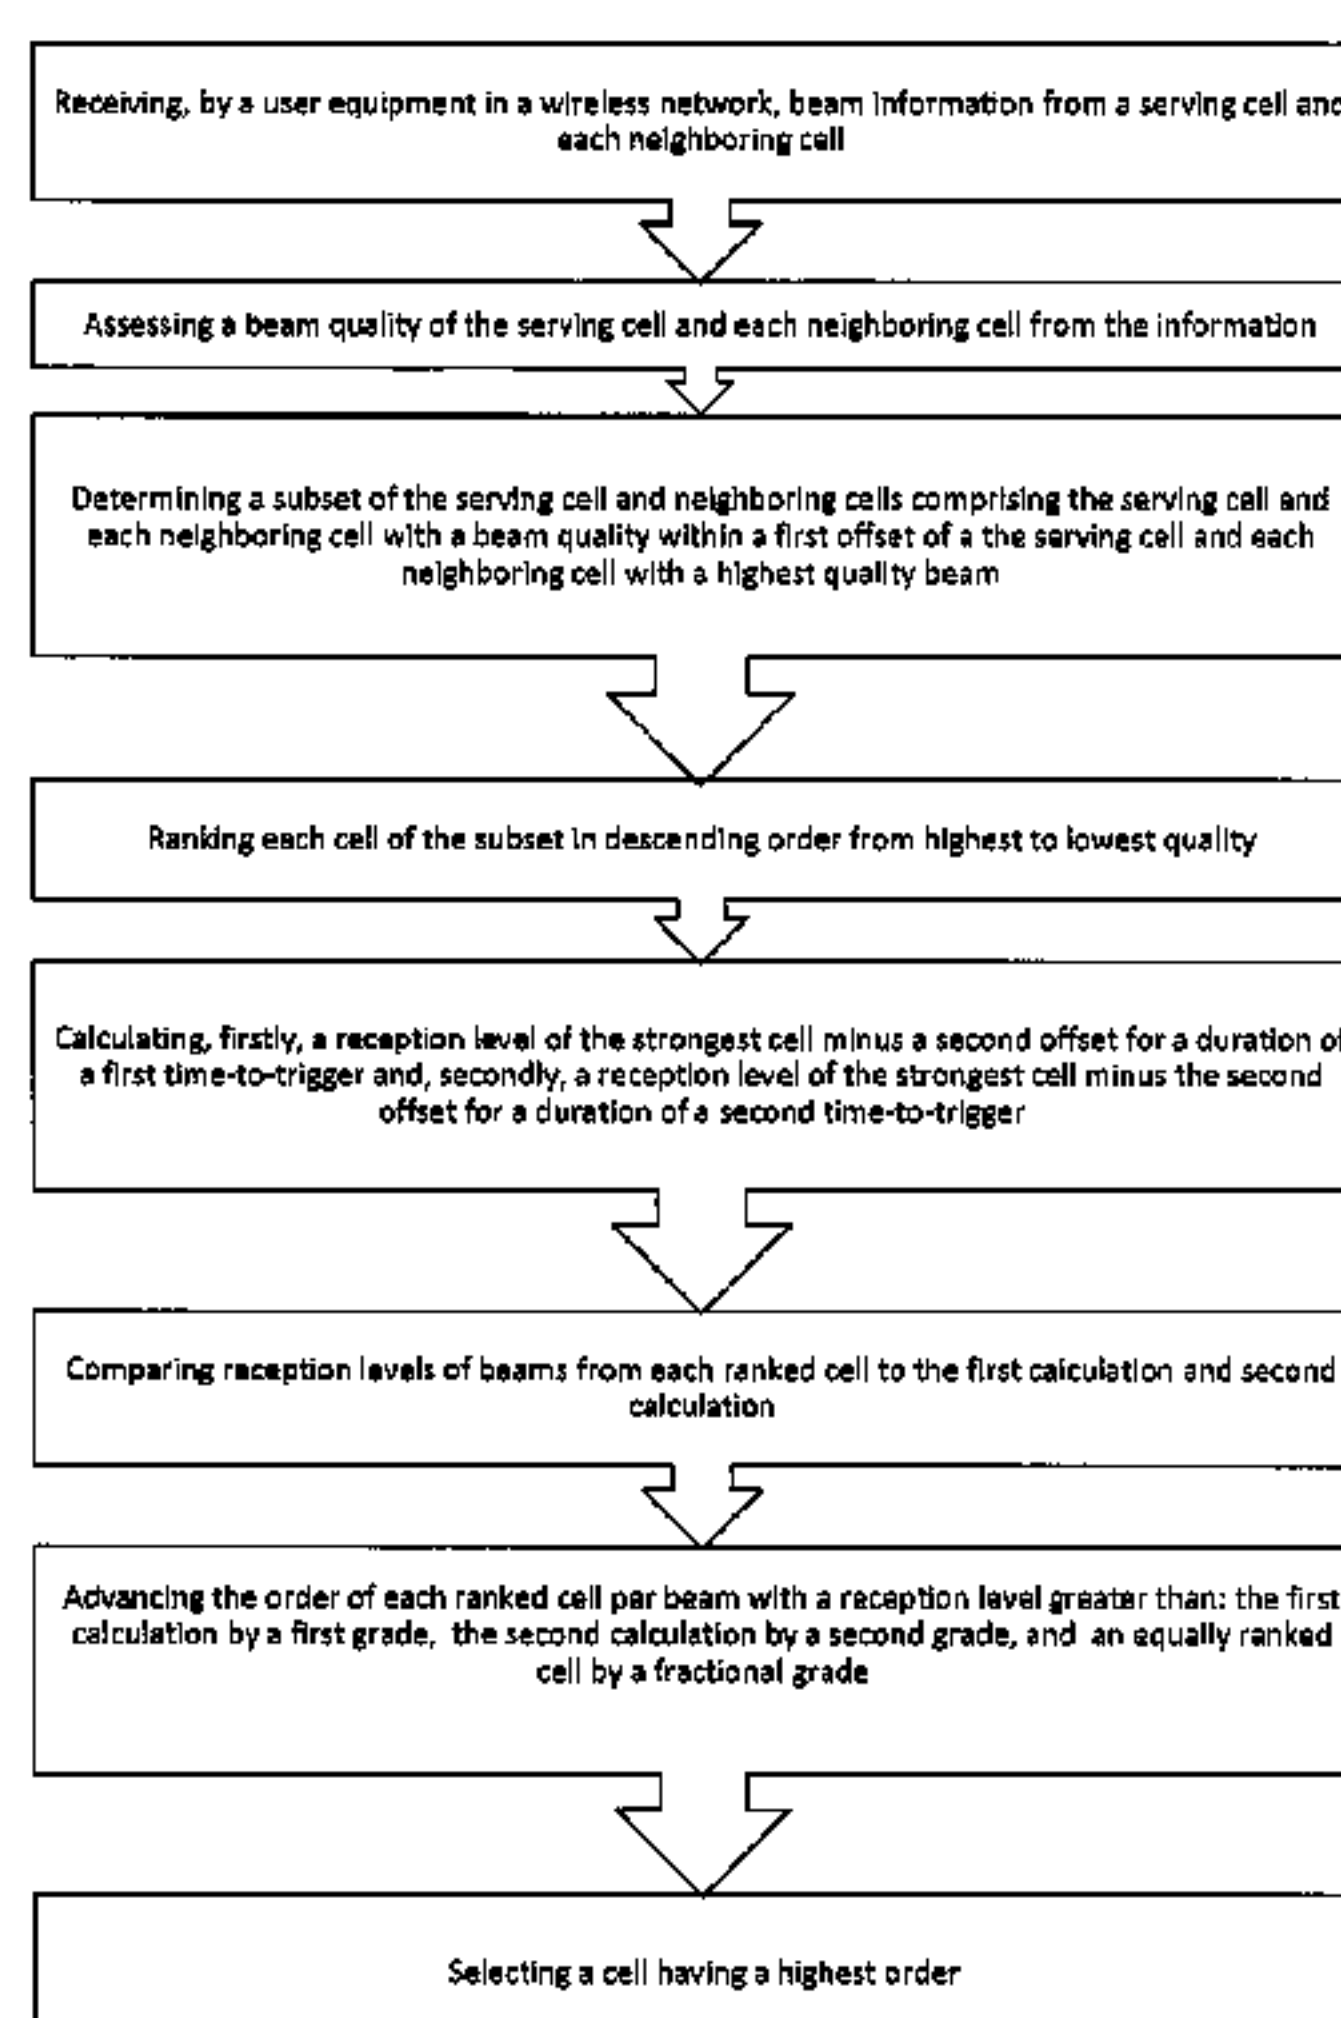 Receiving, by a user equipment in a wireless network, beam information from a serving cell and
each neighboring cell
Assessing a beam quality of the serving cell and each neighboring cell from the information
Determining a subset of the serving cell and neighboring cells comprising the serving cell and
each neighboring cell with a beam quality within a first offset of a the serving cell and each
neighboring cell with a highest quality beam
Ranking each cell of the subset in descending order from highest to lowest quality
Calculating, firstly, a reception level of the strongest cell minus a second offset for a duration of
a first time-to-trigger and, secondly, a reception level of the strongest cell minus the second
offset for a duration of a second time-to-trigger
Comparing reception levels of beams from each ranked cell to the first calculation and second
calculation
Advancing the order of each ranked cell per beam with a reception level greater than: the first
calculation by a first grade, the second calculation by a second grade, and an equally ranked
cell by a fractional grade
Selecting a cell having a highest order